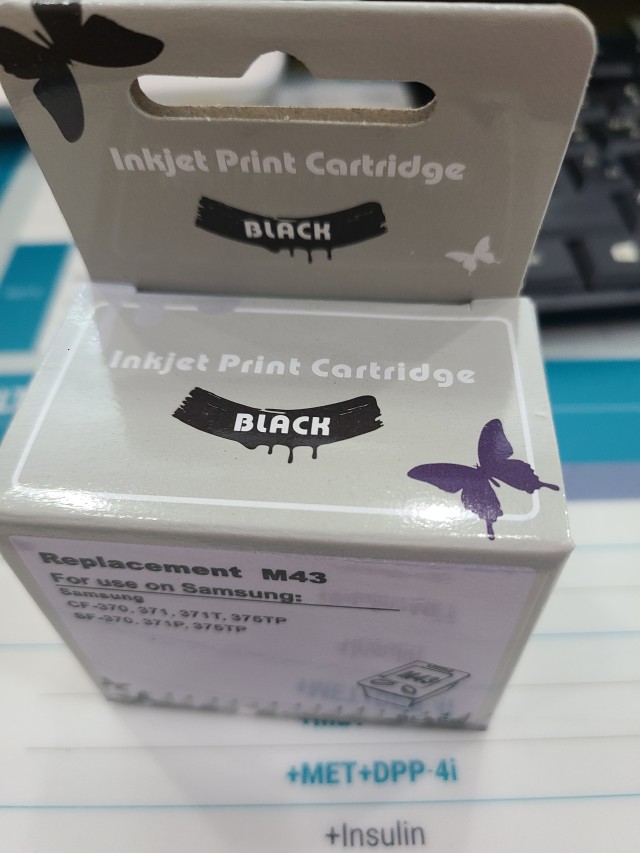 Inkjet Print Cartridge
BLACK
Inkjet Print Cartridge
BLACK
Replacement M43
For use on Samsung:
Samsung
CF-370, 371, 371T, 375TP
SF-370, 371P, 375TP
M43
+MET+DPP-4i
+Insulin